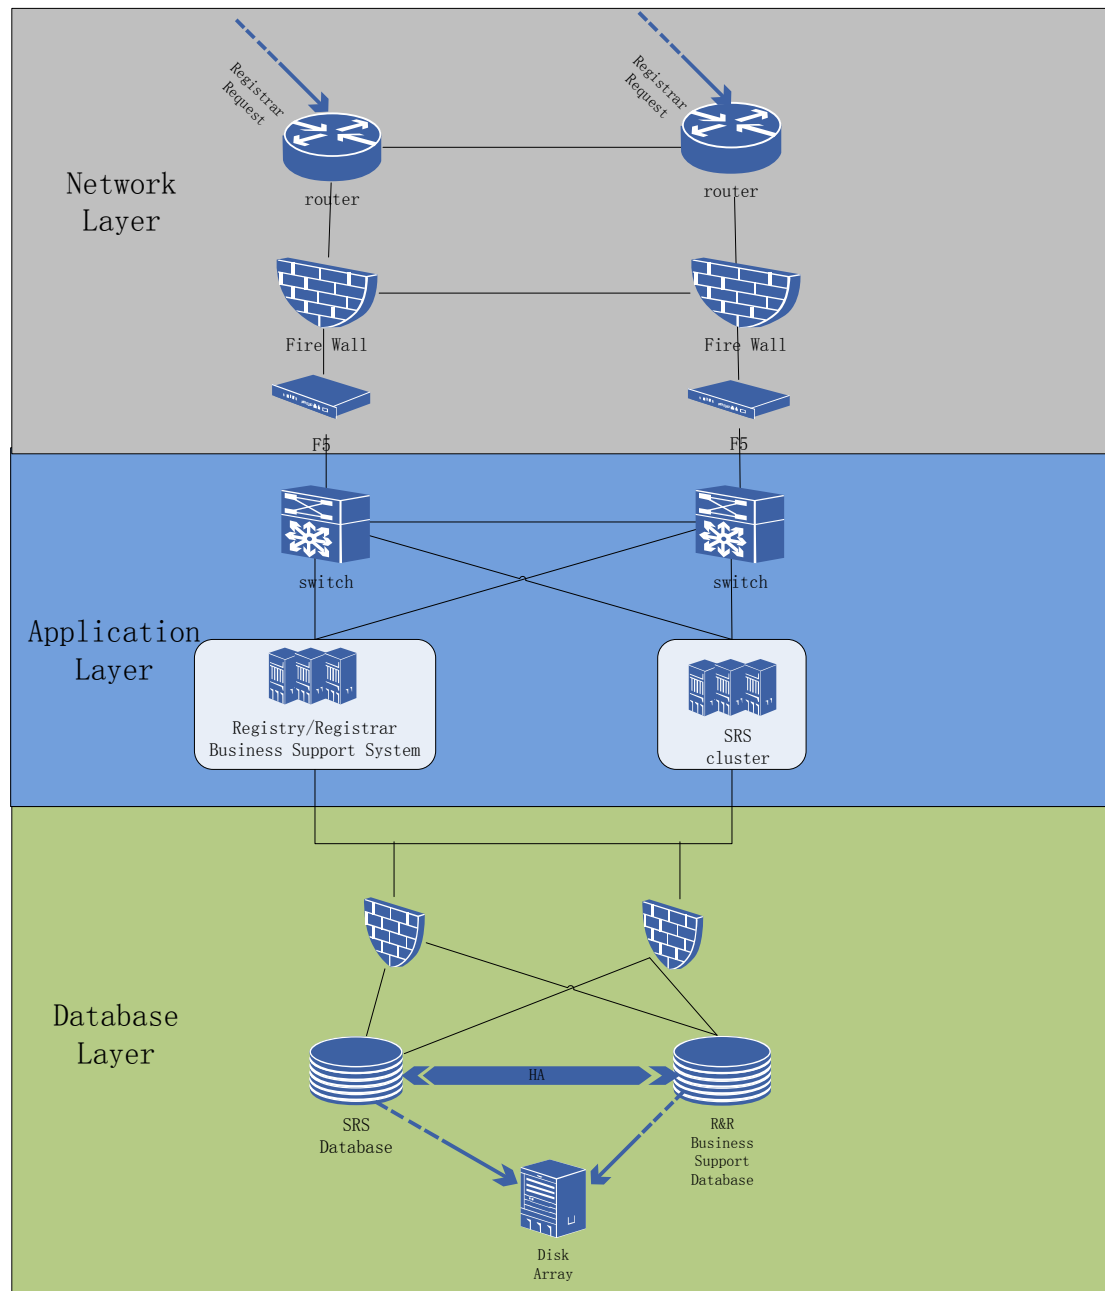 Registrar
Request
Registrar
Request
router
router
Network
Layer
Fire Wall
Fire Wall
F5
F5
switch
switch
Application
Layer
Registry/Registrar
Business Support System
SRS
cluster
Database
Layer
HA
SRS
Database
R&R
Business
Support
Database
Disk
Array